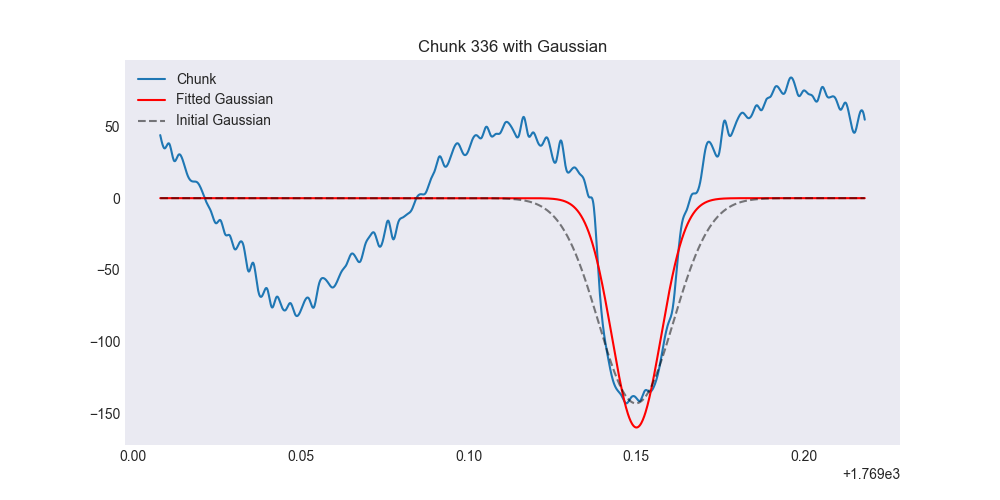 Chunk 336 with Gaussian
Chunk
Fitted Gaussian
Initial Gaussian
50
0
−50
−100
−150
0.00 0.05 0.10 0.15 0.20
+1.769e3